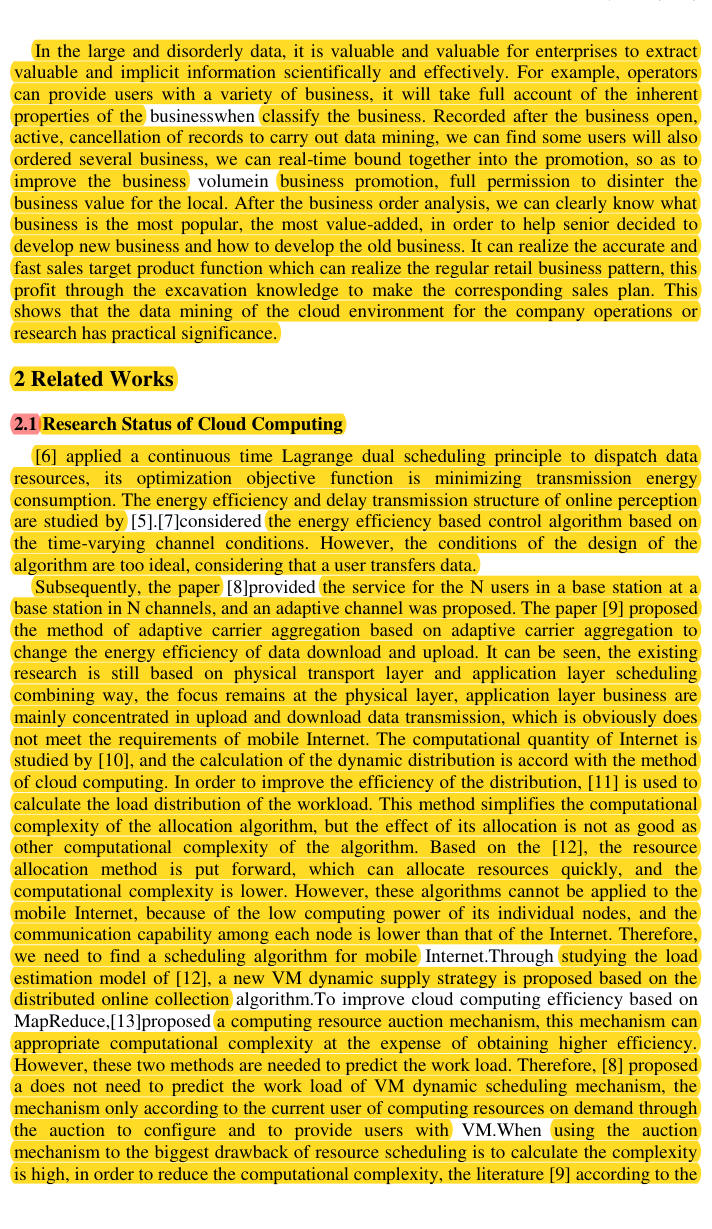 In the large and disorderly data, it is valuable and valuable for enterprises to extract
valuable and implicit information scientifically and effectively. For example, operators
can provide users with a variety of business, it will take full account of the inherent
properties of the businesswhen classify the business. Recorded after the business open,
active, cancellation of records to carry out data mining, we can find some users will also
ordered several business, we can real-time bound together into the promotion, so as to
improve the business volumein business promotion, full permission to disinter the
business value for the local. After the business order analysis, we can clearly know what
business is the most popular, the most value-added, in order to help senior decided to
develop new business and how to develop the old business. It can realize the accurate and
fast sales target product function which can realize the regular retail business pattern, this
profit through the excavation knowledge to make the corresponding sales plan. This
shows that the data mining of the cloud environment for the company operations or
research has practical significance.
2 Related Works
2.1 Research Status of Cloud Computing
[6] applied a continuous time Lagrange dual scheduling principle to dispatch data
resources, its optimization objective function is minimizing transmission energy
consumption. The energy efficiency and delay transmission structure of online perception
are studied by [5].[7]considered the energy efficiency based control algorithm based on
the time-varying channel conditions. However, the conditions of the design of the
algorithm are too ideal, considering that a user transfers data.
Subsequently, the paper [8]provided the service for the N users in a base station at a
base station in N channels, and an adaptive channel was proposed. The paper [9] proposed
the method of adaptive carrier aggregation based on adaptive carrier aggregation to
change the energy efficiency of data download and upload. It can be seen, the existing
research is still based on physical transport layer and application layer scheduling
combining way, the focus remains at the physical layer, application layer business are
mainly concentrated in upload and download data transmission, which is obviously does
not meet the requirements of mobile Internet. The computational quantity of Internet is
studied by [10], and the calculation of the dynamic distribution is accord with the method
of cloud computing. In order to improve the efficiency of the distribution, [11] is used to
calculate the load distribution of the workload. This method simplifies the computational
complexity of the allocation algorithm, but the effect of its allocation is not as good as
other computational complexity of the algorithm. Based on the [12], the resource
allocation method is put forward, which can allocate resources quickly, and the
computational complexity is lower. However, these algorithms cannot be applied to the
mobile Internet, because of the low computing power of its individual nodes, and the
communication capability among each node is lower than that of the Internet. Therefore,
we need to find a scheduling algorithm for mobile Internet.Through studying the load
estimation model of [12], a new VM dynamic supply strategy is proposed based on the
distributed online collection algorithm.To improve cloud computing efficiency based on
MapReduce,[13]proposed a computing resource auction mechanism, this mechanism can
appropriate computational complexity at the expense of obtaining higher efficiency.
However, these two methods are needed to predict the work load. Therefore, [8] proposed
a does not need to predict the work load of VM dynamic scheduling mechanism, the
mechanism only according to the current user of computing resources on demand through
the auction to configure and to provide users with VM.When using the auction
mechanism to the biggest drawback of resource scheduling is to calculate the complexity
is high, in order to reduce the computational complexity, the literature [9] according to the